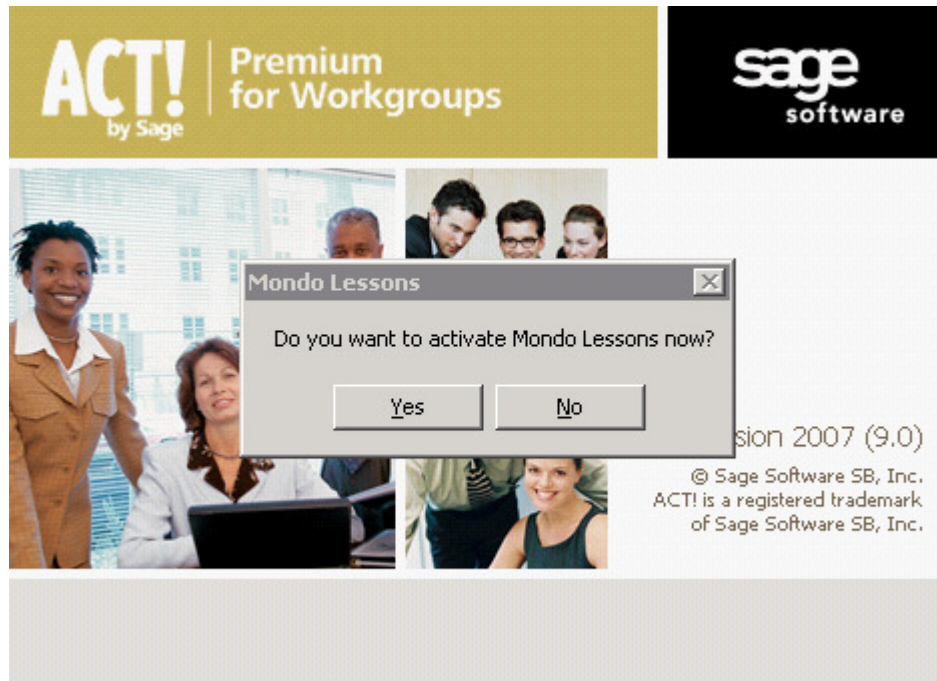 ACT!
by Sage
Premium
for Workgroups
sage
software
Mondo Lessons
Do you want to activate Mondo Lessons now?
Yes
No
sion 2007 (9.0)
© Sage Software SB, Inc.
ACT! is a registered trademark
of Sage Software SB, Inc.